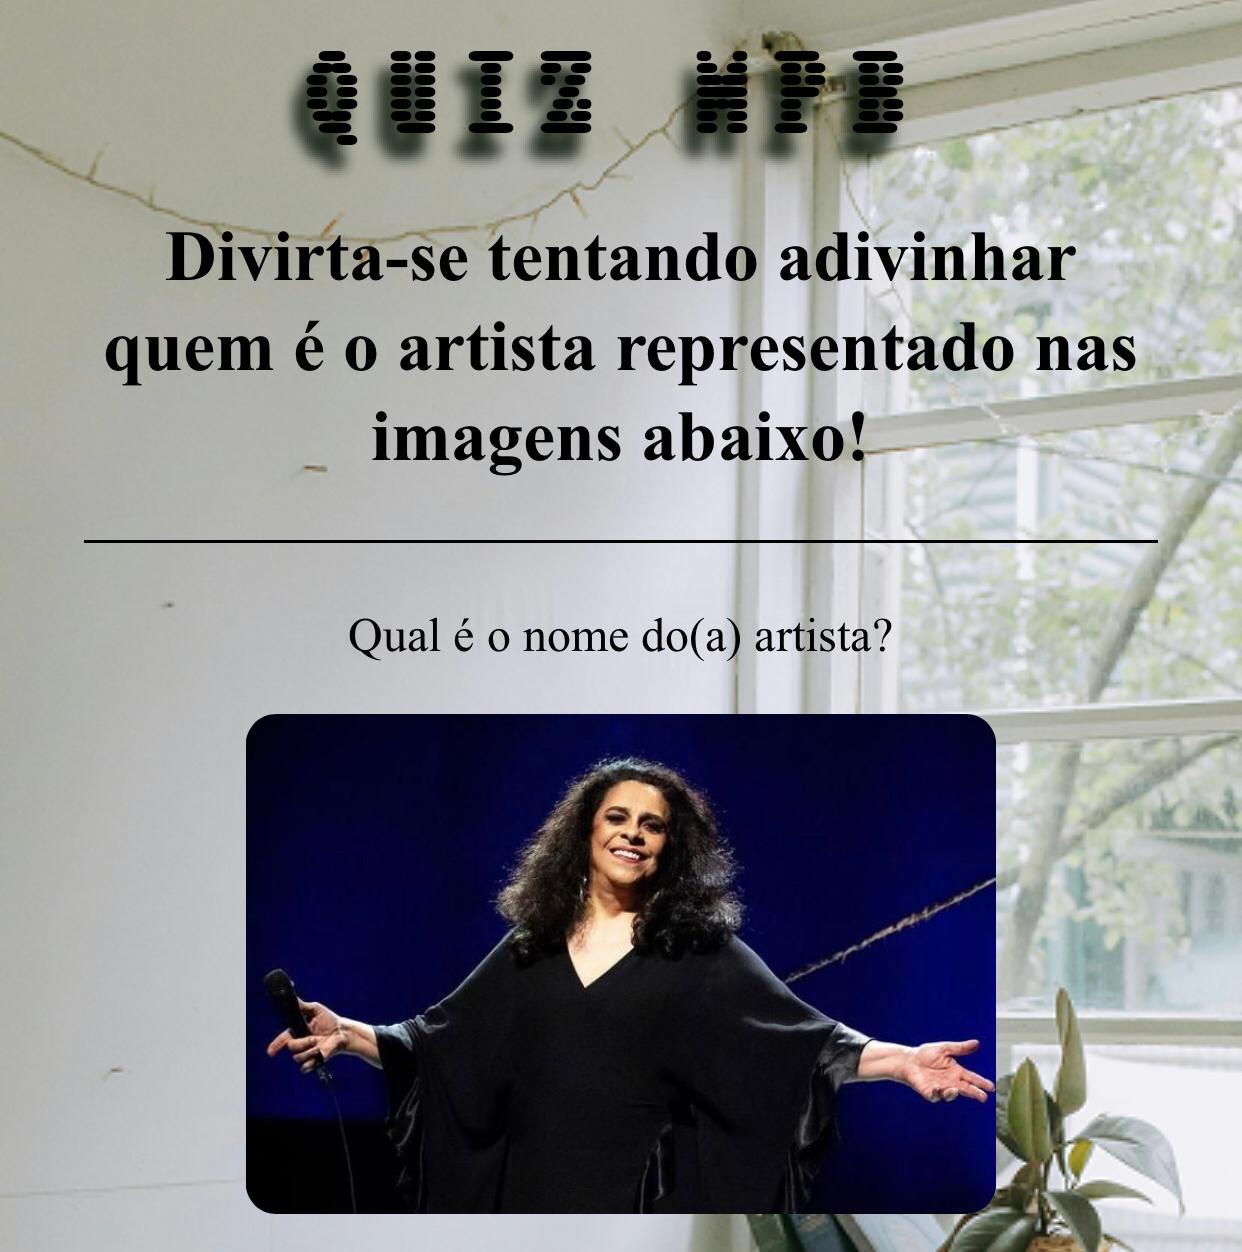 QUIZ MPB
Divirta-se tentando adivinhar
quem é o artista representado nas
imagens abaixo!
Qual é o nome do(a) artista?